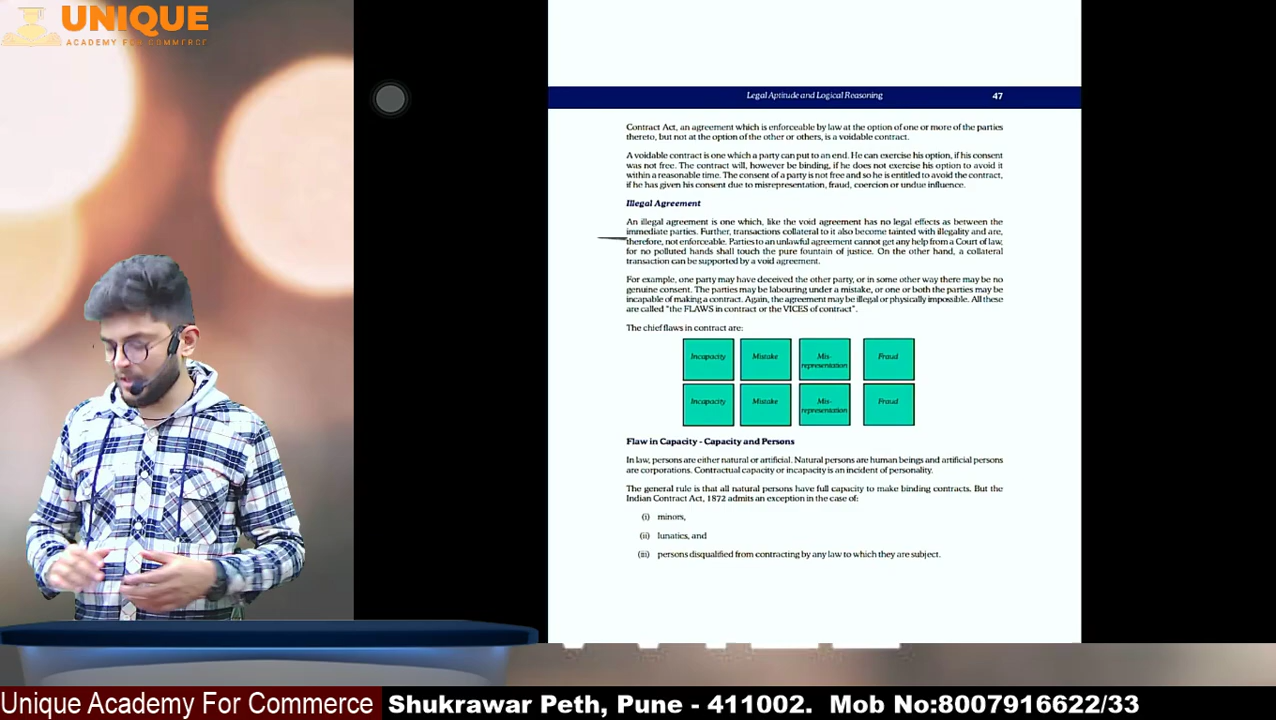 UNIQUE
ACADEMY FOR COMMERCE
Legal Aptitude and Logical Reasoning 47
Contract Act, an agreement which is enforceable by law at the option of one or more of the parties
thereto, but not at the option of the other or others, is a voidable contract.
A voidable contract is one which a party can put to an end. He can exercise his option, if his consent
was not free. The contract will, however be binding, if he does not exercise his option to avoid it
within a reasonable time. The consent of a party is not free and so he is entitled to avoid the contract,
if he has given his consent due to misrepresentation, fraud, coercion or undue influence.
Illegal Agreement
An illegal agreement is one which, like the void agreement has no legal effects as between the
immediate parties. Further, transactions collateral to it also become tainted with illegality and are,
therefore, not enforceable. Parties to an unlawful agreement cannot get any help from a Court of law,
for no polluted hands shall touch the pure fountain of justice. On the other hand, a collateral
transaction can be supported by a void agreement.
For example, one party may have deceived the other party, or in some other way there may be no
genuine consent. The parties may be labouring under a mistake, or one or both the parties may be
incapable of making a contract. Again, the agreement may be illegal or physically impossible. All these
are called "the FLAWS in contract or the VICES of contract".
The chief flaws in contract are:
Incapacity Mistake Mis- Fraud
representation
Incapacity Mistake Mis- Fraud
representation
Flaw in Capacity - Capacity and Persons
In law, persons are either natural or artificial. Natural persons are human beings and artificial persons
are corporations. Contractual capacity or incapacity is an incident of personality.
The general rule is that all natural persons have full capacity to make binding contracts. But the
Indian Contract Act, 1872 admits an exception in the case of:
(i) minors,
(ii) lunatics, and
(iii) persons disqualified from contracting by any law to which they are subject.
Unique Academy For Commerce Shukrawar Peth, Pune - 411002. Mob No:8007916622/33